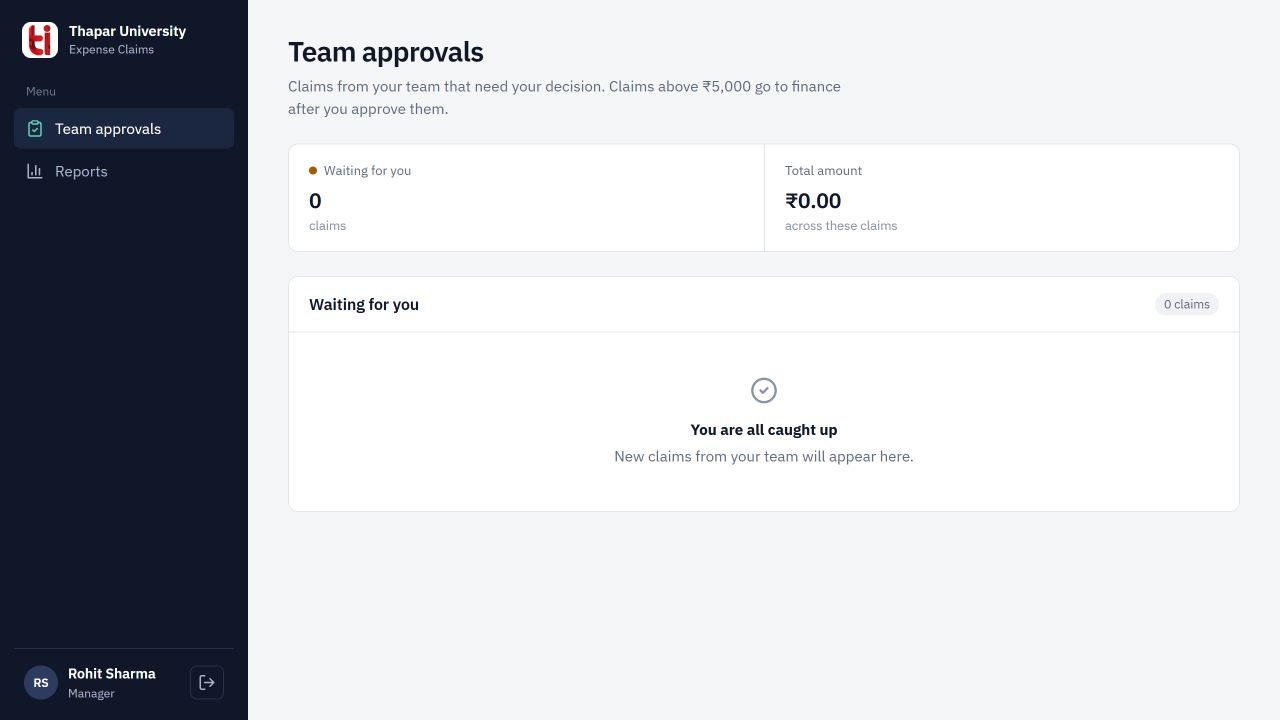 ti
Thapar University
Expense Claims
Menu
Team approvals
Reports
RS
Rohit Sharma
Manager
Team approvals
Claims from your team that need your decision. Claims above ₹5,000 go to finance
after you approve them.
Waiting for you
0
claims
Total amount
₹0.00
across these claims
Waiting for you
0 claims
You are all caught up
New claims from your team will appear here.